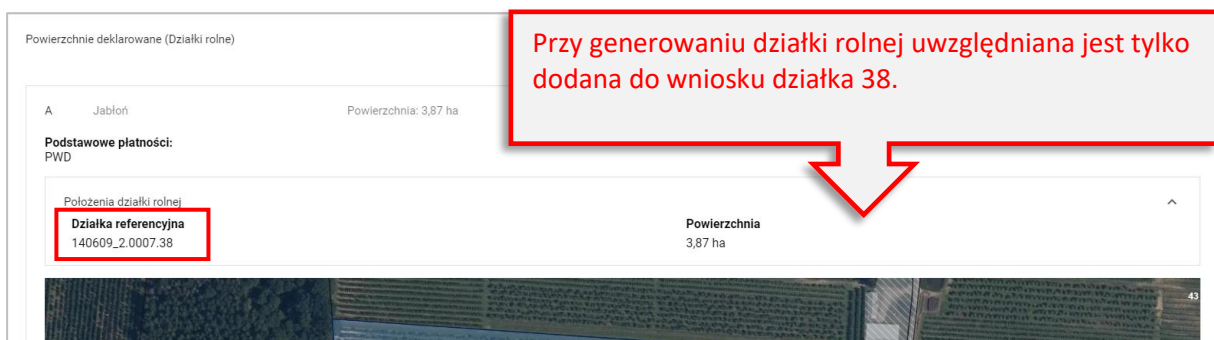 Powierzchnie deklarowane (Działki rolne)
Przy generowaniu działki rolnej uwzględniana jest tylko
dodana do wniosku działka 38.
A Jabłoń Powierzchnia: 3,87 ha
Podstawowe płatności:
PWD
Położenia działki rolnej
Działka referencyjna Powierzchnia
140609_2.0007.38 3,87 ha
43